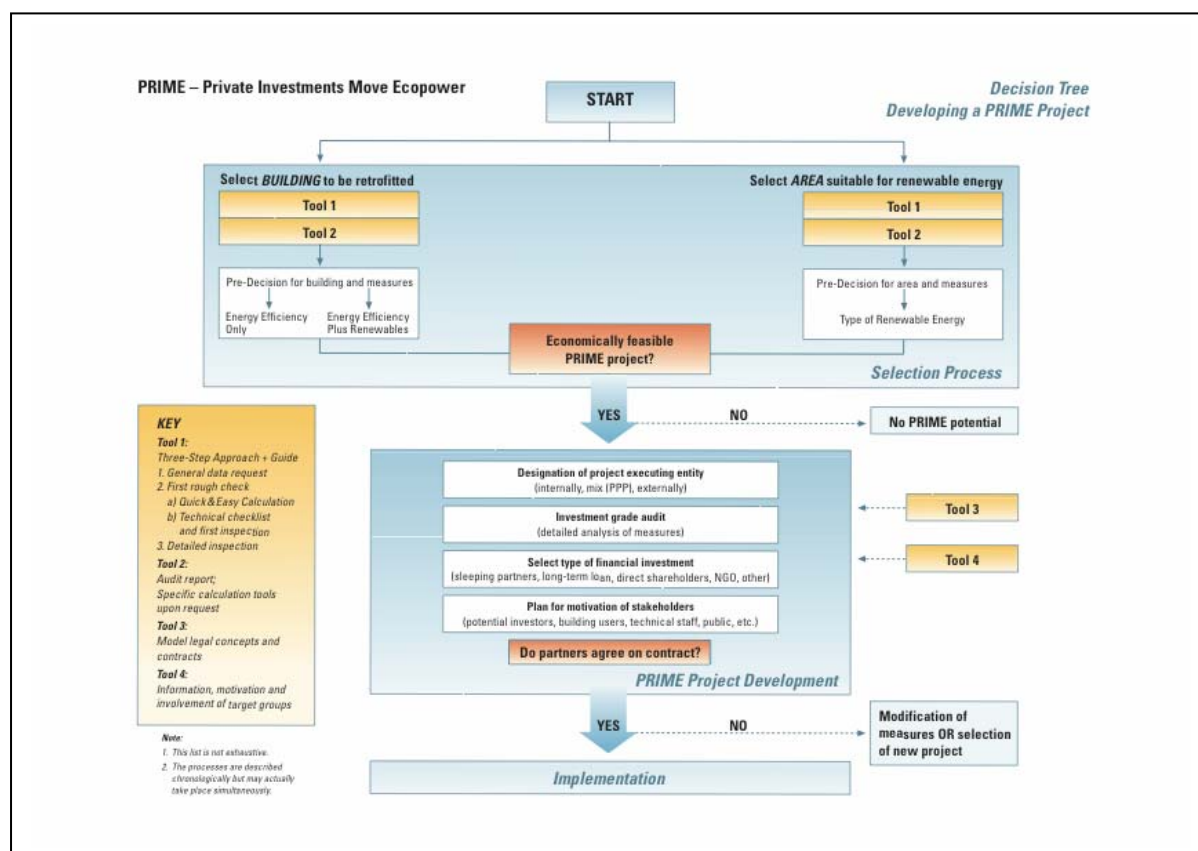 PRIME – Private Investments Move Ecopower
START
Decision Tree
Developing a PRIME Project
Select BUILDING to be retrofitted
Tool 1
Tool 2
Pre-Decision for building and measures
Energy Efficiency
Only
Energy Efficiency
Plus Renewables
Select AREA suitable for renewable energy
Tool 1
Tool 2
Pre-Decision for area and measures
Type of Renewable Energy
Economically feasible
PRIME project?
Selection Process
YES
NO
No PRIME potential
KEY
Tool 1:
Three-Step Approach + Guide
1. General data request
2. First rough check
a) Quick&Easy Calculation
b) Technical checklist
and first inspection
3. Detailed inspection
Tool 2:
Audit report;
Specific calculation tools
upon request
Tool 3:
Model legal concepts and
contracts
Tool 4:
Information, motivation and
involvement of target groups
Note:
1. This list is not exhaustive.
2. The processes are described
chronologically but may actually
take place simultaneously.
Designation of project executing entity
(internally, mix (PPP), externally)
Investment grade audit
(detailed analysis of measures)
Select type of financial investment
(sleeping partners, long-term loan, direct shareholders, NGO, other)
Plan for motivation of stakeholders
(potential investors, building users, technical staff, public, etc.)
Do partners agree on contract?
PRIME Project Development
Tool 3
Tool 4
YES
NO
Modification of
measures OR selection
of new project
Implementation